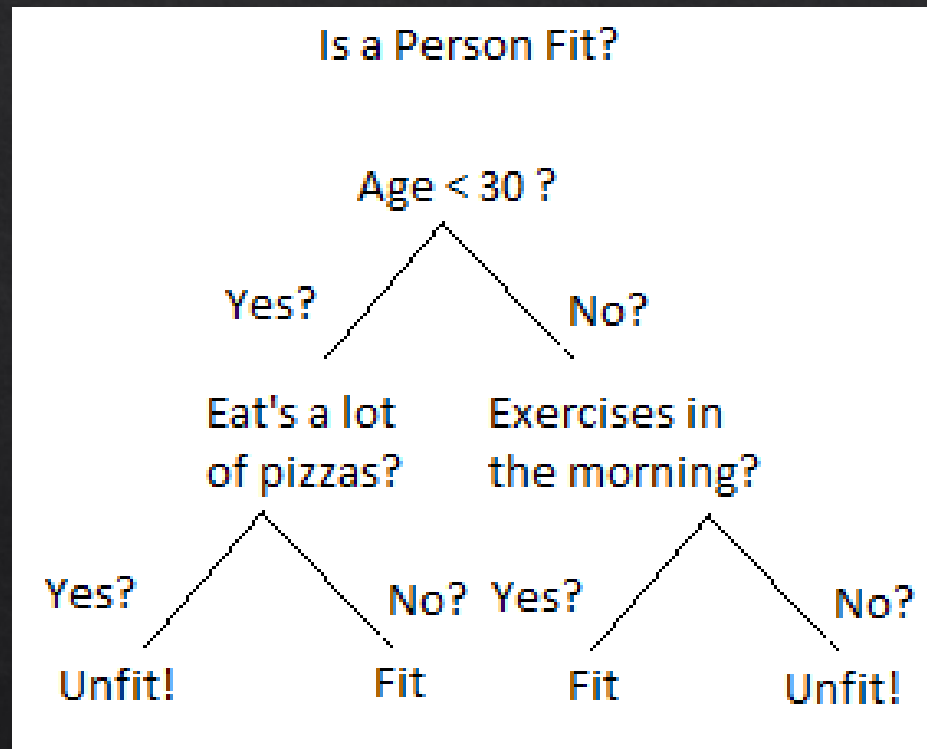 Is a Person Fit?
Age < 30 ?
Yes?
No?
Eat's a lot
of pizzas?
Exercises in
the morning?
Yes?
No?
Yes?
No?
Unfit!
Fit
Fit
Unfit!